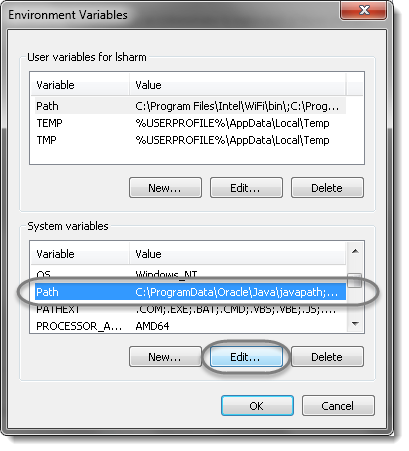 Environment Variables
User variables for lsharm
Variable Value
Path C:\Program Files\Intel\WiFi\bin\;C:\Prog...
TEMP %USERPROFILE%\AppData\Local\Temp
TMP %USERPROFILE%\AppData\Local\Temp
New... Edit... Delete
System variables
Variable Value
OS Windows_NT
Path C:\ProgramData\Oracle\Java\javapath;...
PATHEXT .COM;.EXE;.BAT;.CMD;.VBS;.VBE;.JS;....
PROCESSOR_A... AMD64
New... Edit... Delete
OK Cancel